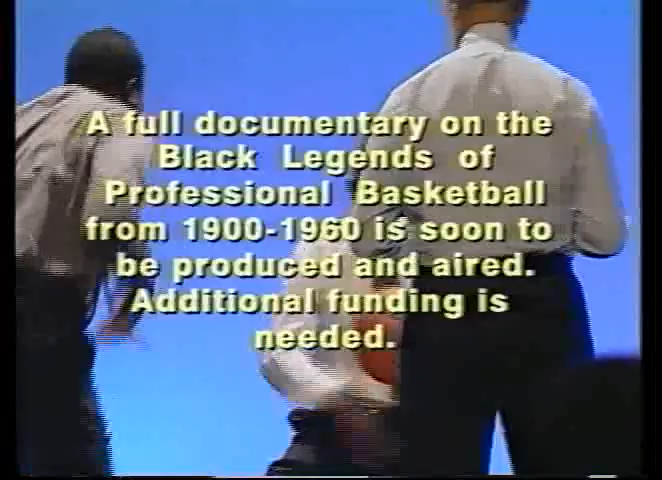 A full documentary on the
Black Legends of
Professional Basketball
from 1900-1960 is soon to
be produced and aired.
Additional funding is
needed.